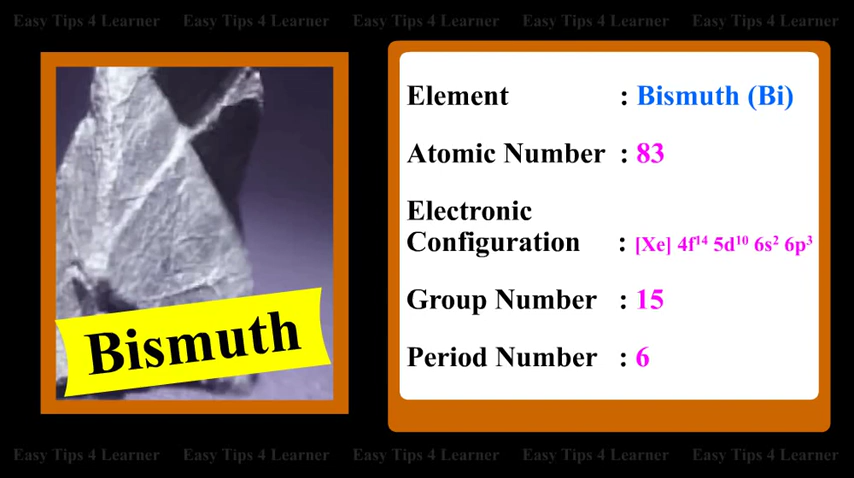 Easy Tips 4 Learner Easy Tips 4 Learner Easy Tips 4 Learner Easy Tips 4 Learner Easy Tips 4 Learner
Bismuth
Element : Bismuth (Bi)
Atomic Number : 83
Electronic
Configuration : [Xe] 4f¹⁴ 5d¹⁰ 6s² 6p³
Group Number : 15
Period Number : 6
Easy Tips 4 Learner Easy Tips 4 Learner Easy Tips 4 Learner Easy Tips 4 Learner Easy Tips 4 Learner